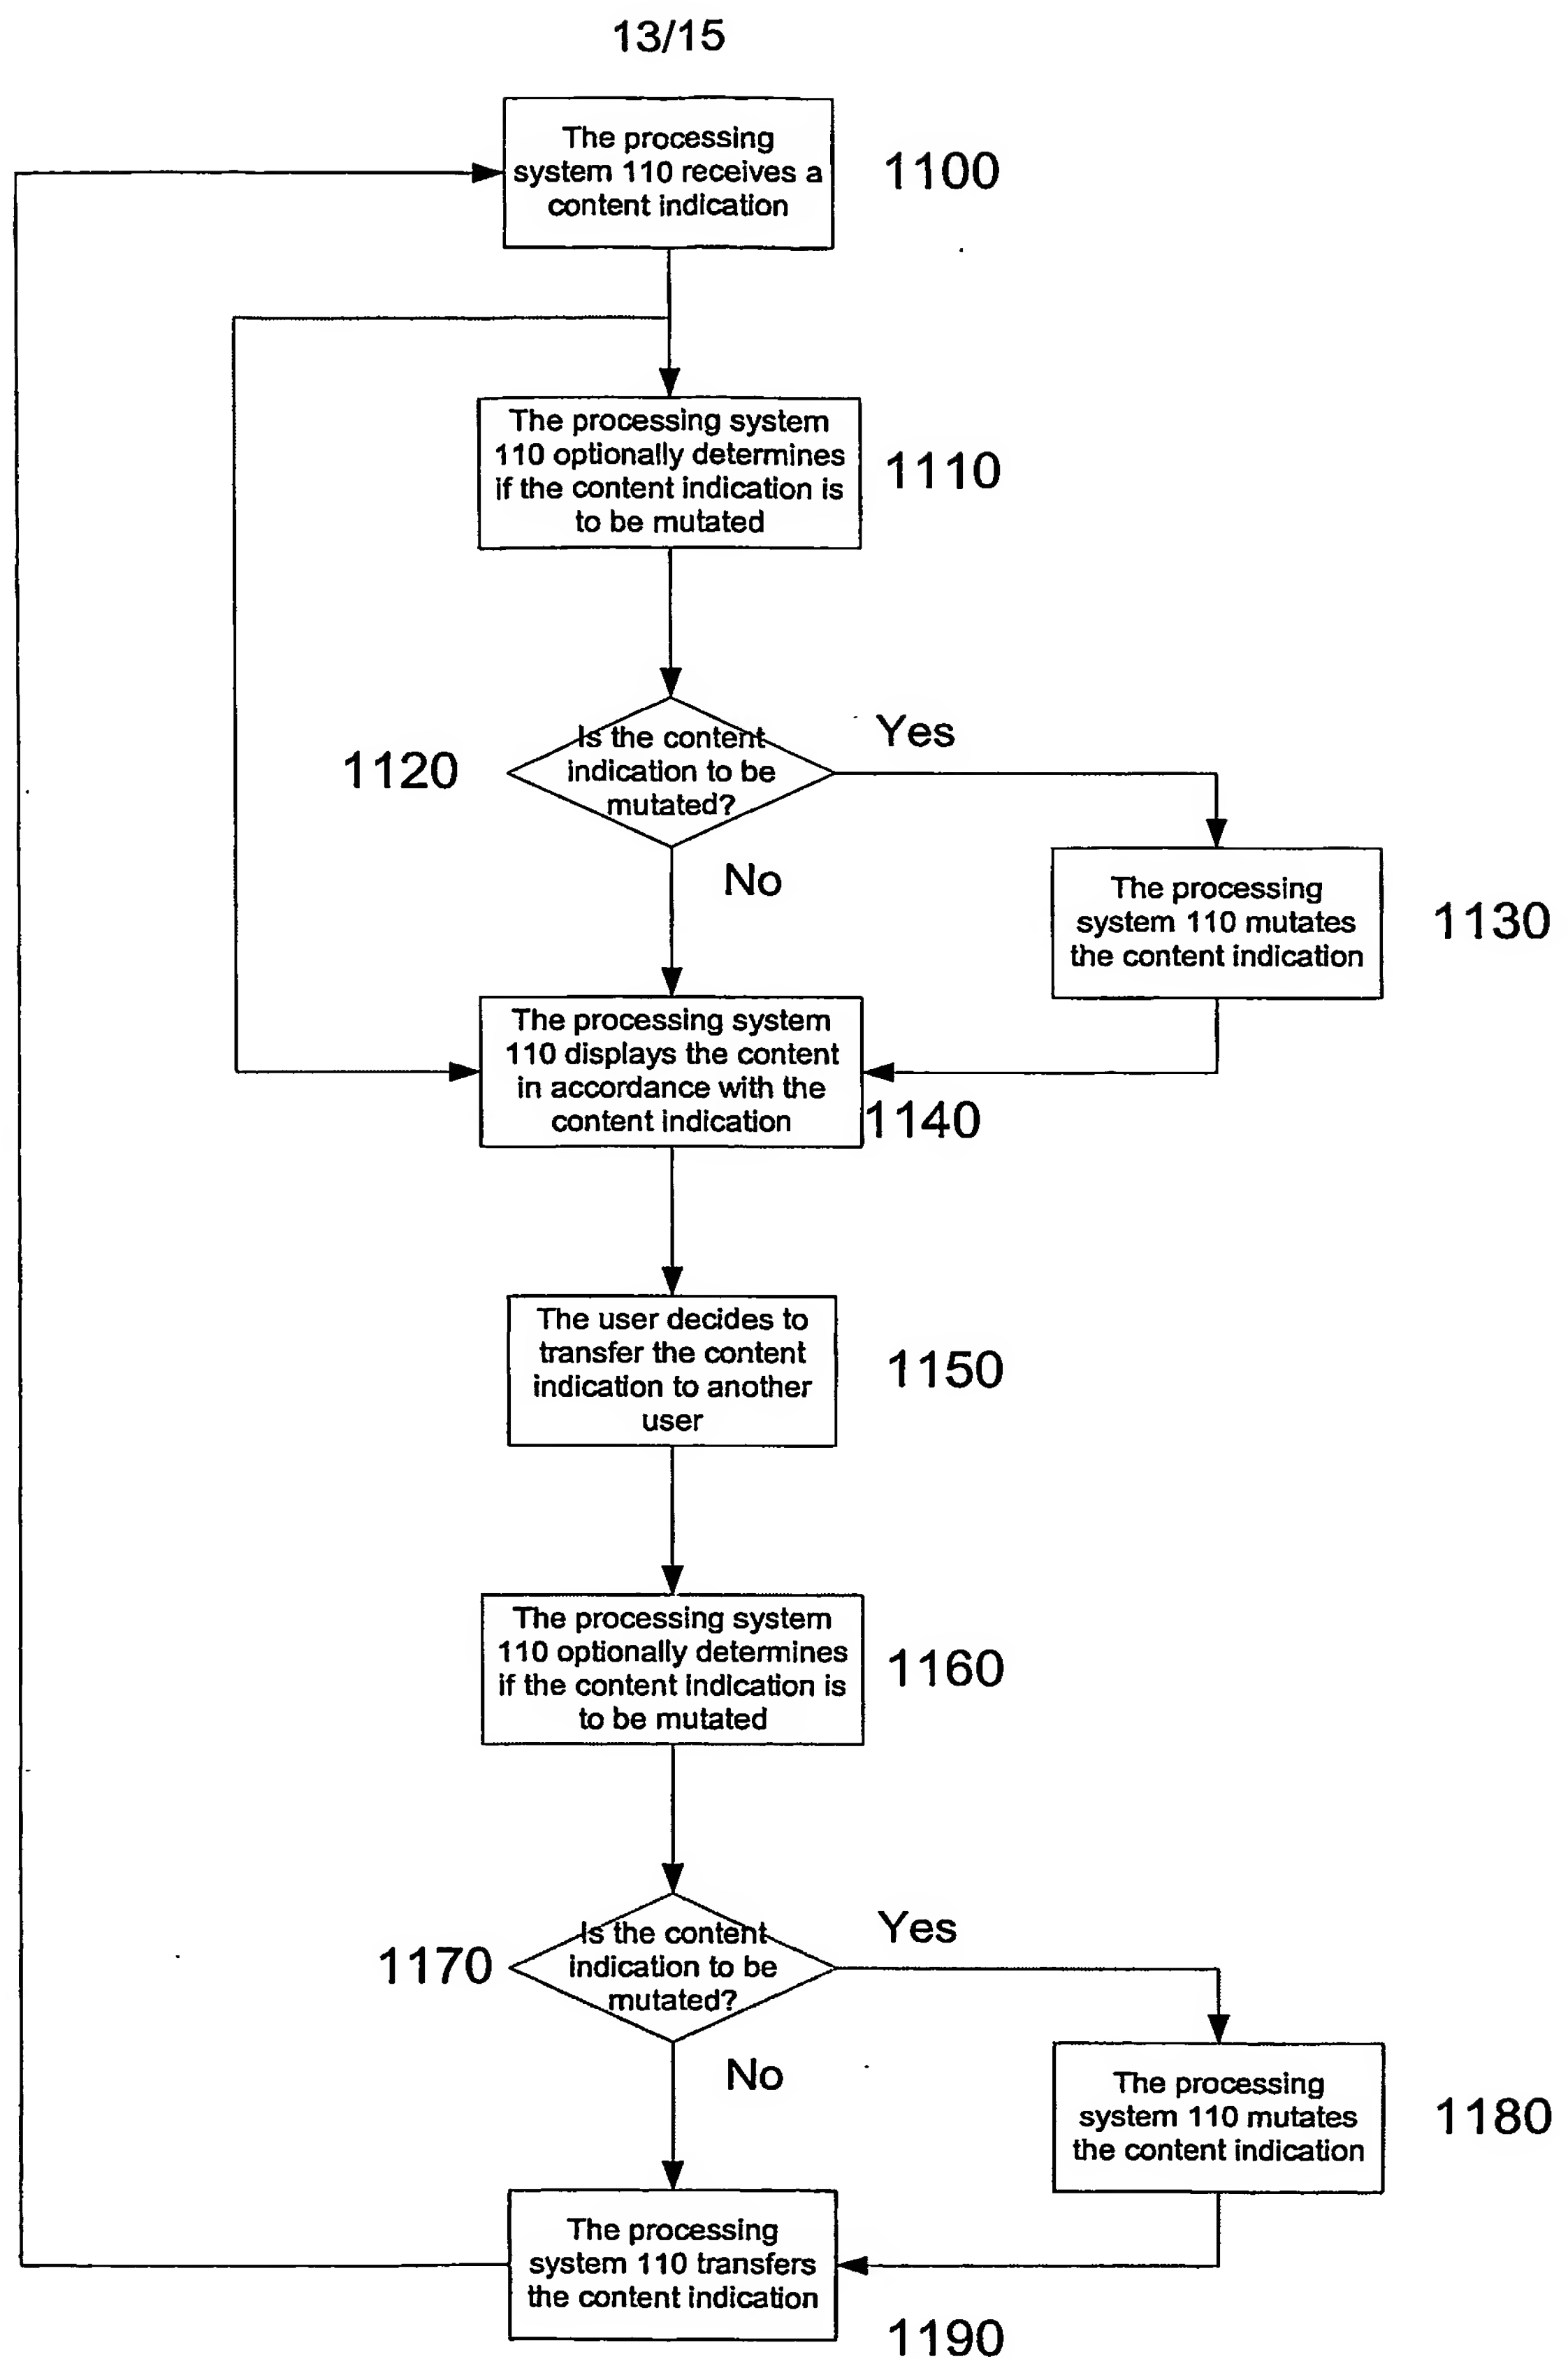 13/15
The processing
system 110 receives a
content indication
1100
The processing system
110 optionally determines
if the content indication is
to be mutated
1110
Is the content
indication to be
mutated?
1120
Yes
No
The processing
system 110 mutates
the content indication
1130
The processing system
110 displays the content
in accordance with the
content indication
1140
The user decides to
transfer the content
indication to another
user
1150
The processing system
110 optionally determines
if the content indication is
to be mutated
1160
Is the content
indication to be
mutated?
1170
Yes
No
The processing
system 110 mutates
the content indication
1180
The processing
system 110 transfers
the content indication
1190